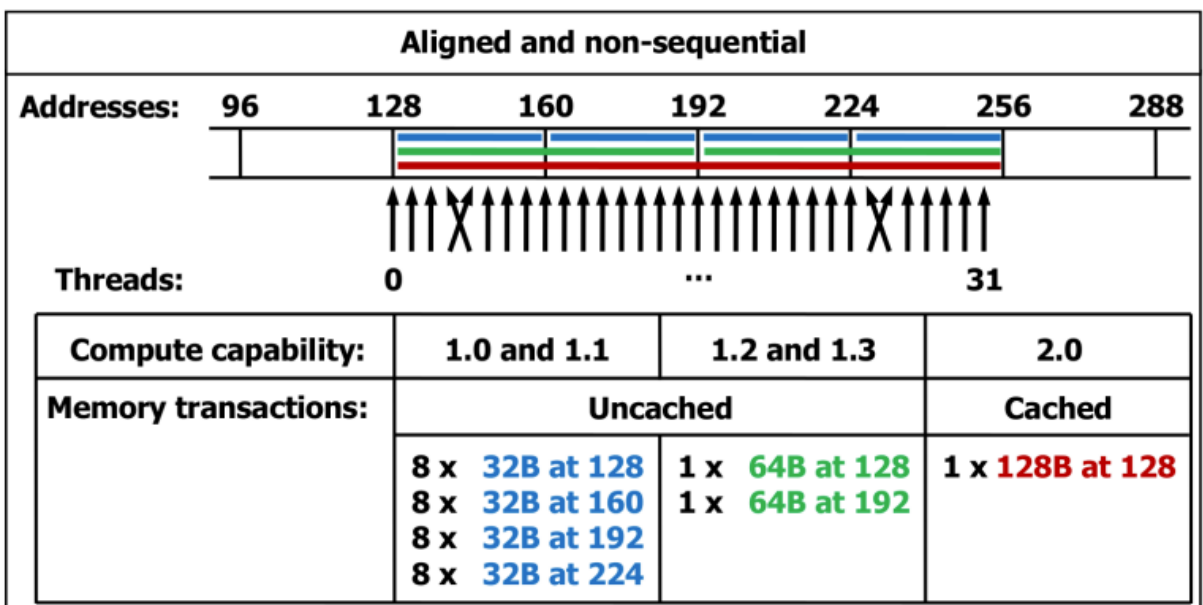 Aligned and non-sequential
Addresses: 96 128 160 192 224 256 288
Threads: 0 ... 31
Compute capability: 1.0 and 1.1 1.2 and 1.3 2.0
Memory transactions: Uncached Cached
8 x 32B at 128 1 x 64B at 128 1 x 128B at 128
8 x 32B at 160 1 x 64B at 192
8 x 32B at 192
8 x 32B at 224